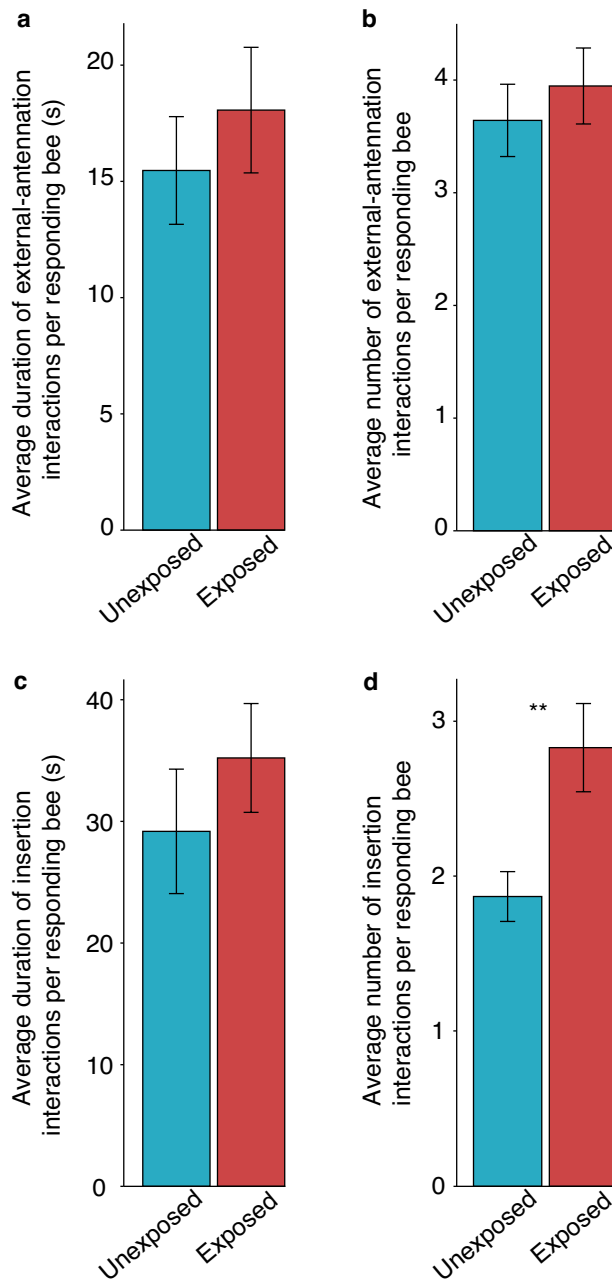 a
Average duration of external-antennation
interactions per responding bee (s)
20
15
10
5
0
Unexposed
Exposed
b
Average number of external-antennation
interactions per responding bee
4
3
2
1
0
Unexposed
Exposed
c
Average duration of insertion
interactions per responding bee (s)
40
30
20
10
0
Unexposed
Exposed
d
Average number of insertion
interactions per responding bee
3
2
1
0
**
Unexposed
Exposed